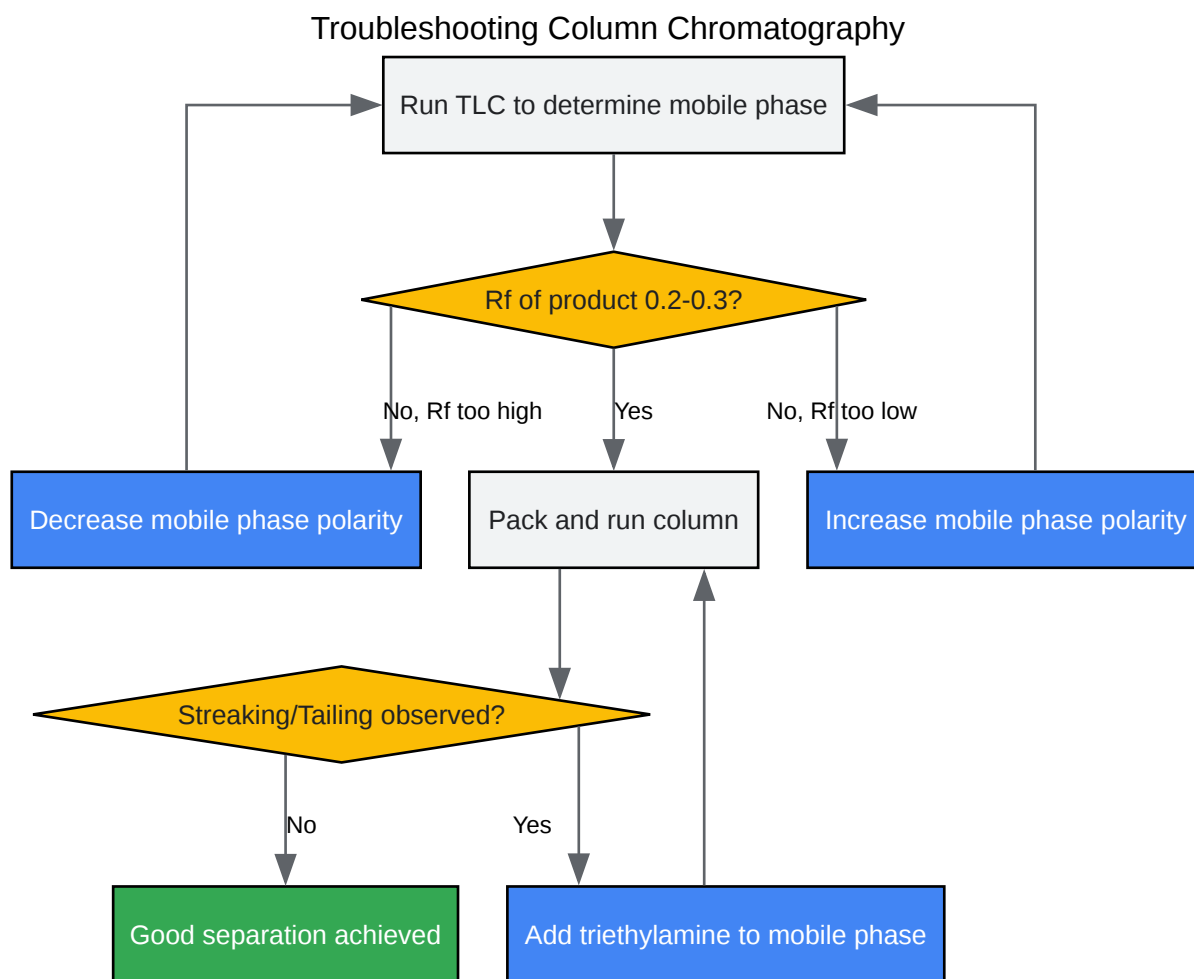 Troubleshooting Column Chromatography
Run TLC to determine mobile phase
Rf of product 0.2-0.3?
No, Rf too high
Yes
No, Rf too low
Decrease mobile phase polarity
Pack and run column
Increase mobile phase polarity
Streaking/Tailing observed?
No
Yes
Good separation achieved
Add triethylamine to mobile phase